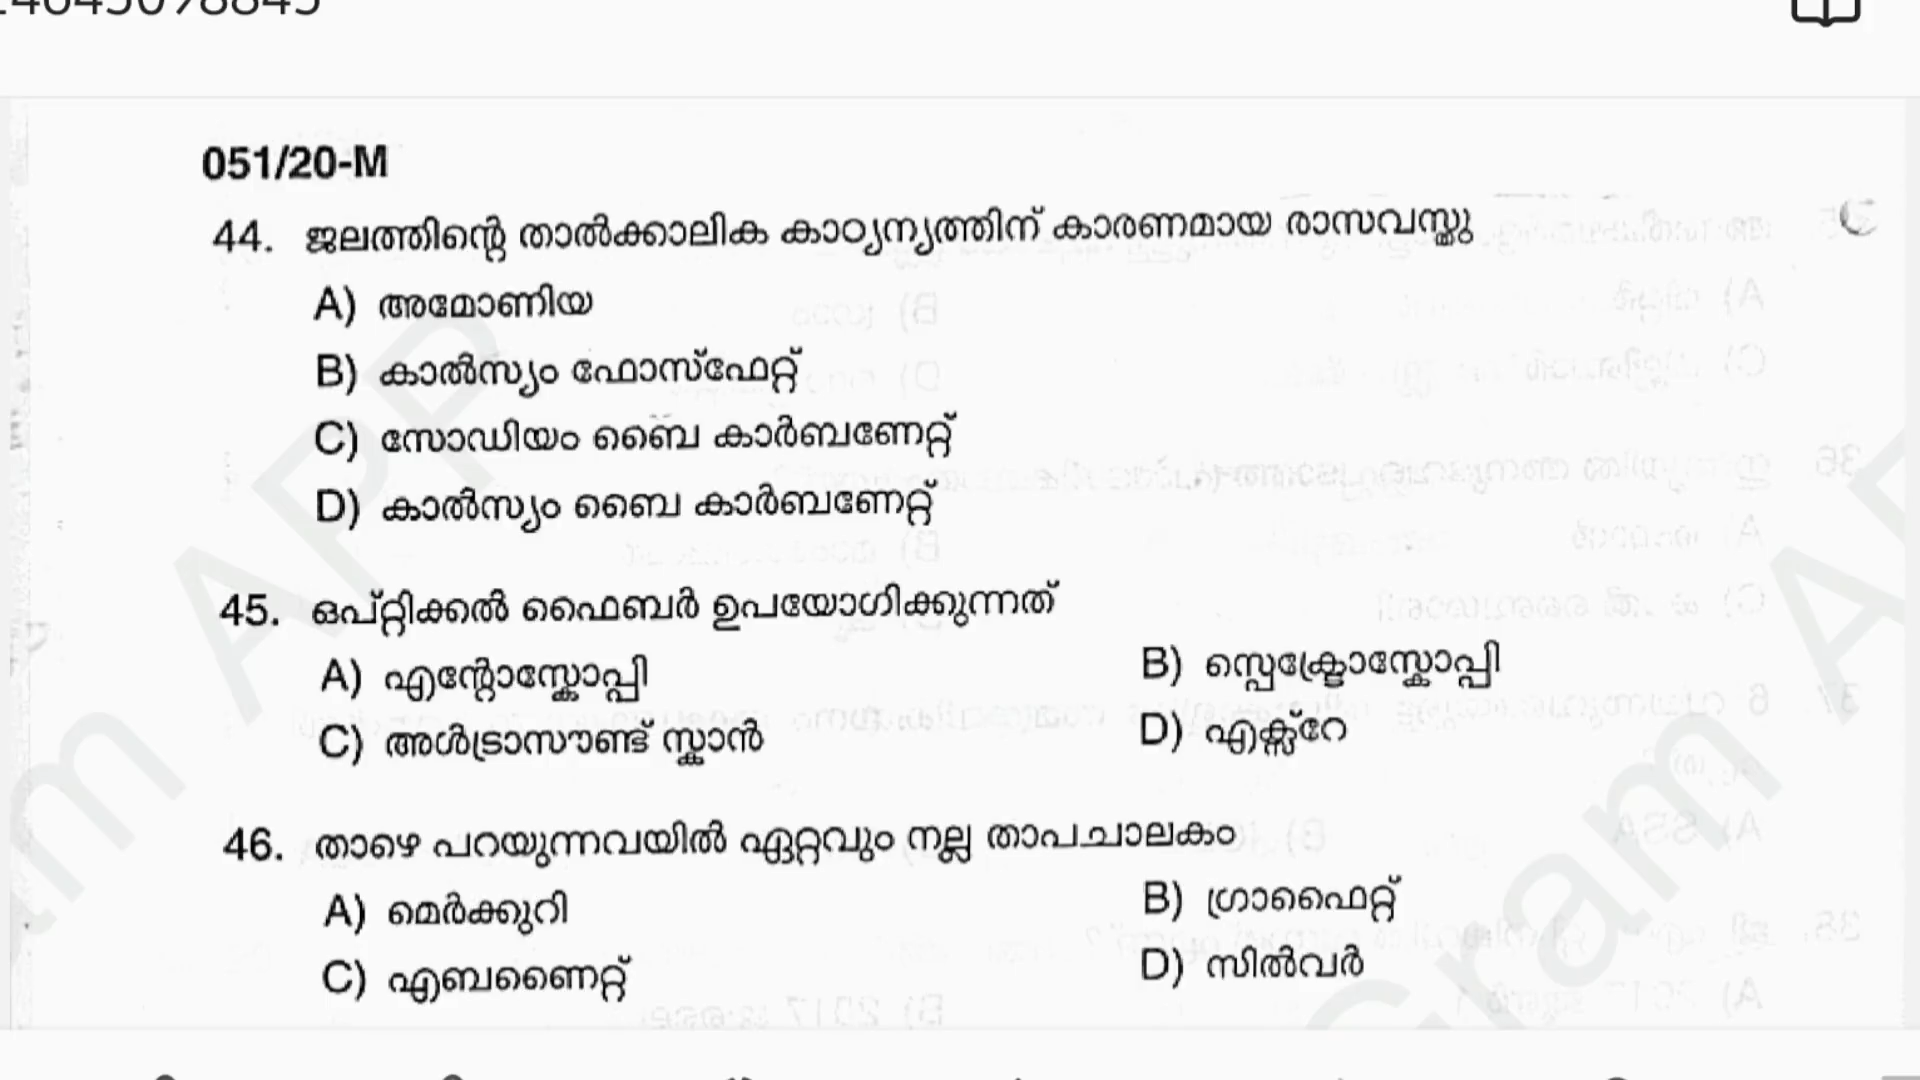 051/20-M
44. ജലത്തിന്റെ താൽക്കാലിക കാഠ്യന്യത്തിന് കാരണമായ രാസവസ്തു
A) അമോണിയ
B) കാൽസ്യം ഫോസ്ഫേറ്റ്
C) സോഡിയം ബൈ കാർബണേറ്റ്
D) കാൽസ്യം ബൈ കാർബണേറ്റ്
45. ഒപ്റ്റിക്കൽ ഫൈബർ ഉപയോഗിക്കുന്നത്
A) എന്റോസ്കോപ്പി B) സ്പെക്ട്രോസ്കോപ്പി
C) അൾട്രാസൗണ്ട് സ്കാൻ D) എക്സ്റേ
46. താഴെ പറയുന്നവയിൽ ഏറ്റവും നല്ല താപചാലകം
A) മെർക്കുറി B) ഗ്രാഫൈറ്റ്
C) എബണൈറ്റ് D) സിൽവർ